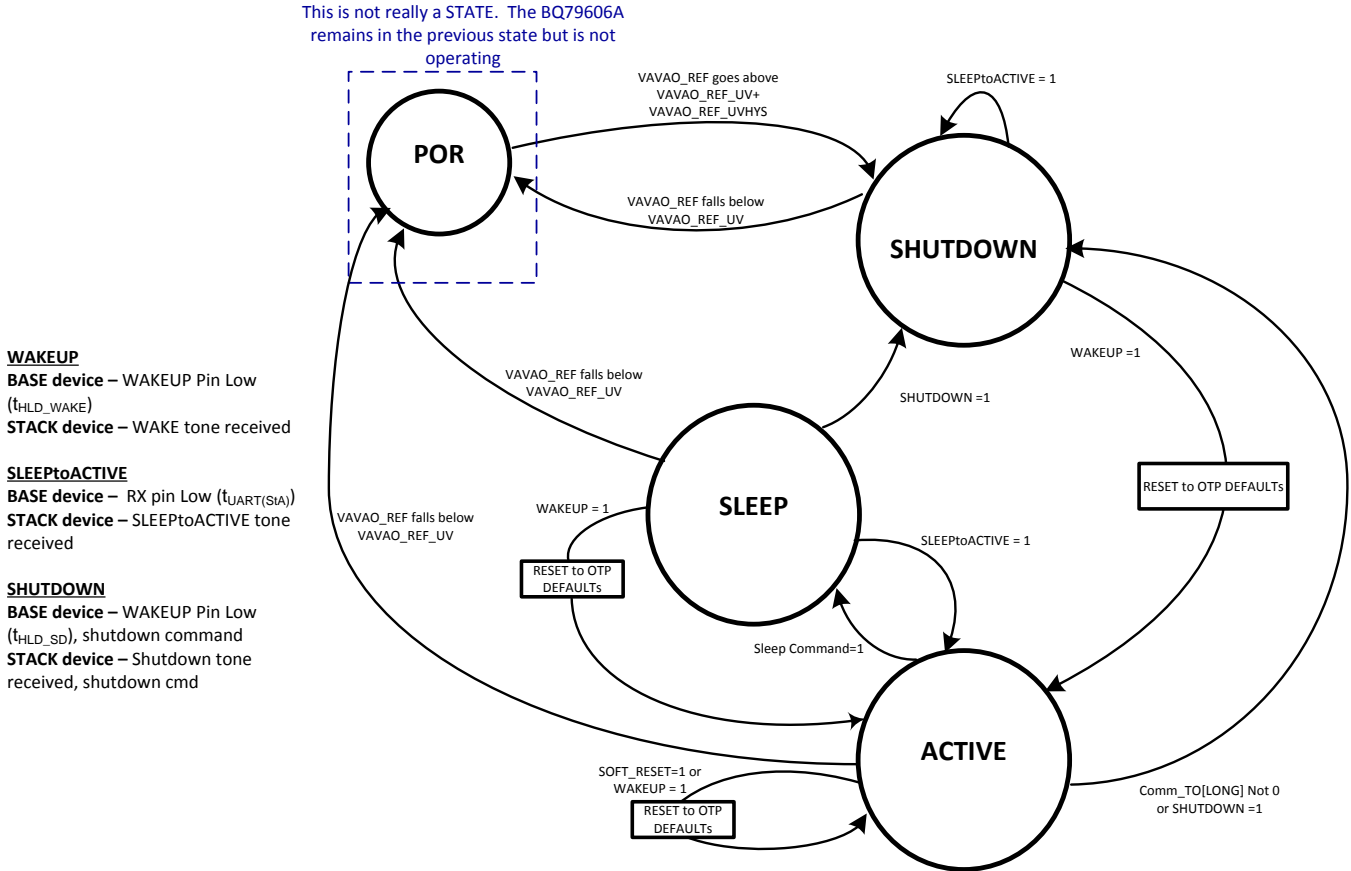 This is not really a STATE. The BQ79606A
remains in the previous state but is not
operating
POR
VAVAO_REF goes above
VAVAO_REF_UV+
VAVAO_REF_UVHYS
SLEEPtoACTIVE = 1
VAVAO_REF falls below
VAVAO_REF_UV
SHUTDOWN
WAKEUP
BASE device – WAKEUP Pin Low
(tHLD_WAKE)
STACK device – WAKE tone received
SLEEPtoACTIVE
BASE device – RX pin Low (tUART(StA))
STACK device – SLEEPtoACTIVE tone
received
SHUTDOWN
BASE device – WAKEUP Pin Low
(tHLD_SD), shutdown command
STACK device – Shutdown tone
received, shutdown cmd
VAVAO_REF falls below
VAVAO_REF_UV
SHUTDOWN =1
WAKEUP =1
RESET to OTP DEFAULTs
VAVAO_REF falls below
VAVAO_REF_UV
WAKEUP = 1
RESET to OTP
DEFAULTs
SLEEP
SLEEPtoACTIVE = 1
Sleep Command=1
ACTIVE
SOFT_RESET=1 or
WAKEUP = 1
RESET to OTP
DEFAULTs
Comm_TO[LONG] Not 0
or SHUTDOWN =1